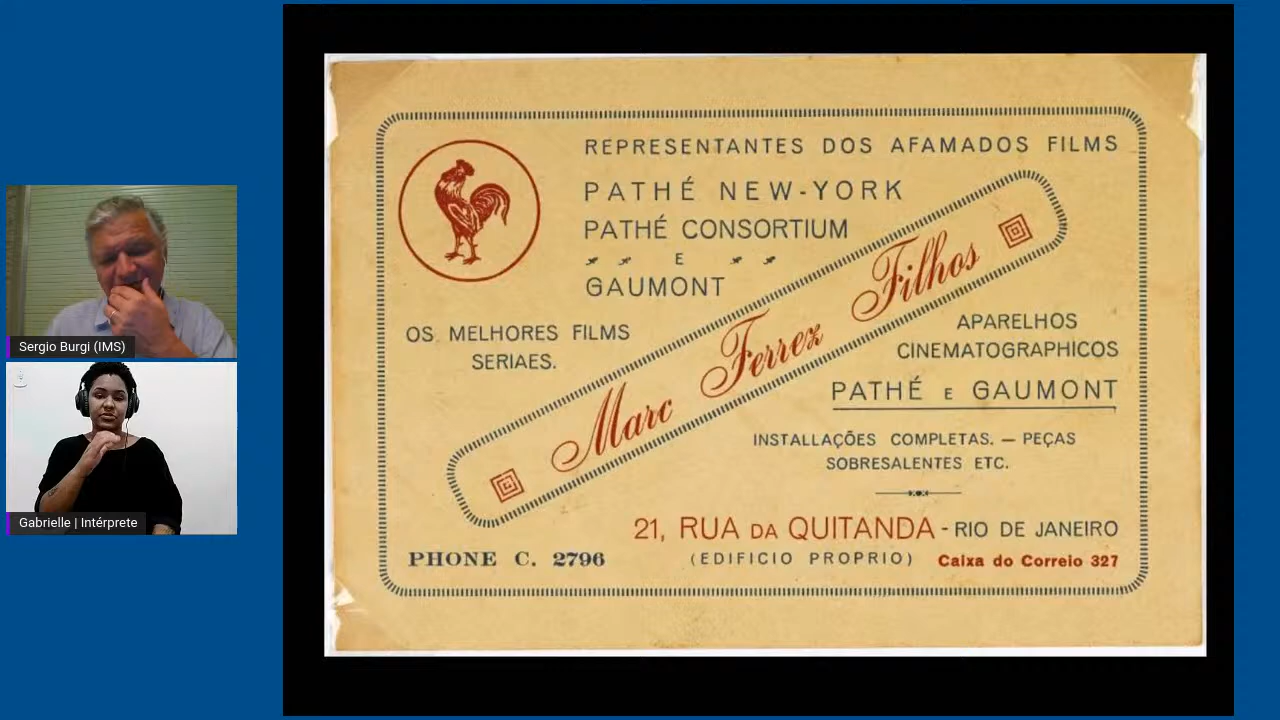 REPRESENTANTES DOS AFAMADOS FILMS
PATHÉ NEW-YORK
PATHÉ CONSORTIUM
E
GAUMONT
OS MELHORES FILMS
SERIAES.
Marc Ferrez Filhos
APARELHOS
CINEMATOGRAPHICOS
PATHÉ E GAUMONT
INSTALLAÇÕES COMPLETAS. — PEÇAS
SOBRESALENTES ETC.
21, RUA DA QUITANDA - RIO DE JANEIRO
PHONE C. 2796
(EDIFICIO PROPRIO)
Caixa do Correio 327
Sergio Burgi (IMS)
Gabrielle | Intérprete